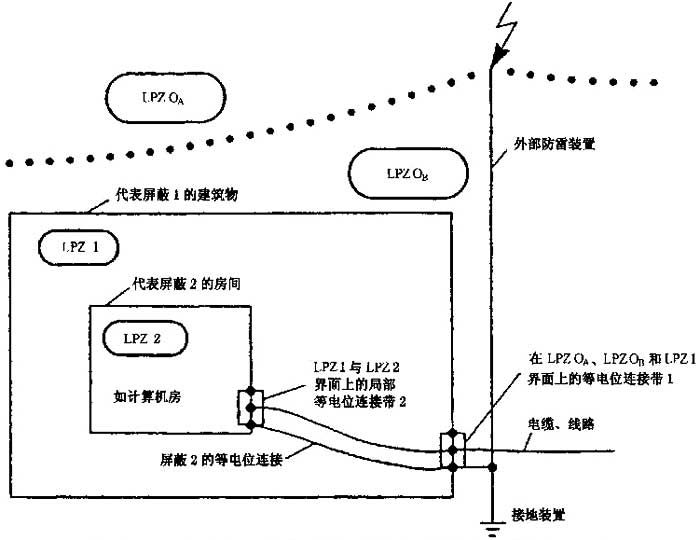 LPZ 0A
外部防雷装置
LPZ 0B
代表屏蔽 1 的建筑物
LPZ 1
代表屏蔽 2 的房间
LPZ 2
在 LPZ 0A、LPZ 0B 和 LPZ 1
界面上的等电位连接带 1
LPZ 1 与 LPZ 2
界面上的局部
等电位连接带 2
如计算机房
电缆、线路
屏蔽 2 的等电位连接
接地装置